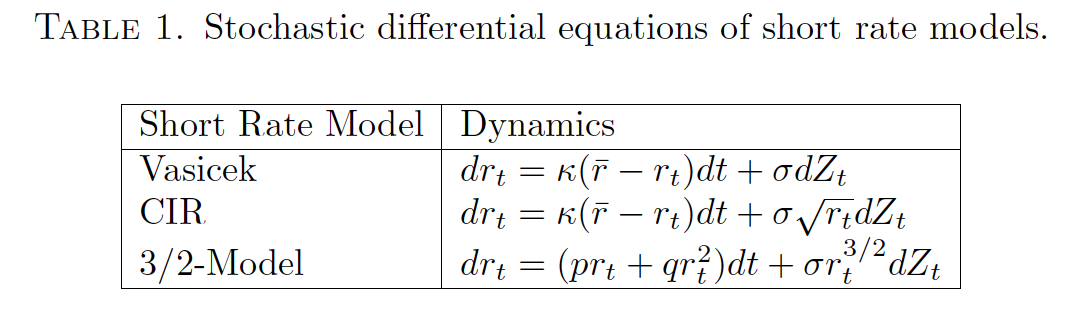 TABLE 1. Stochastic differential equations of short rate models.
Short Rate Model Dynamics
Vasicek $dr_t = \kappa(\bar{r} - r_t)dt + \sigma dZ_t$
CIR $dr_t = \kappa(\bar{r} - r_t)dt + \sigma\sqrt{r_t}dZ_t$
3/2-Model $dr_t = (pr_t + qr_t^2)dt + \sigma r_t^{3/2}dZ_t$